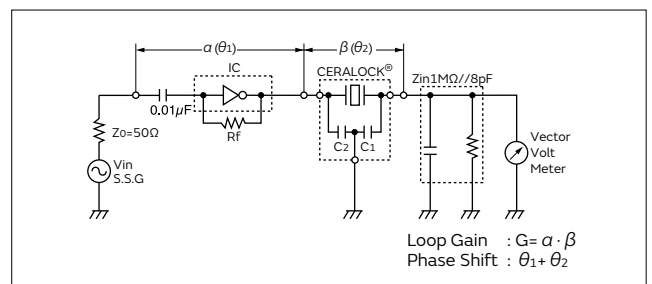 α (θ1)
β (θ2)
IC
CERALOCK®
Zin1MΩ//8pF
0.01μF
Z0=50Ω
Rf
C2
C1
Vector
Volt
Meter
Vin
S.S.G
Loop Gain : G= α · β
Phase Shift : θ1+ θ2